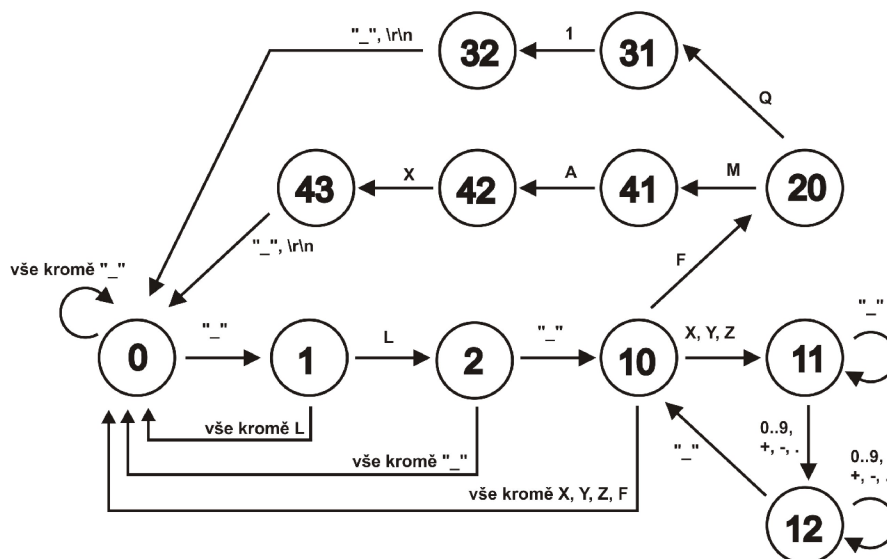 "_", \r\n
32
1
31
Q
43
X
42
A
41
M
20
"_", \r\n
F
vše kromě "_"
0
"_"
1
L
2
"_"
10
X, Y, Z
11
"_"
vše kromě L
vše kromě "_"
vše kromě X, Y, Z, F
"_"
0..9,
+, -, .
0..9,
+, -, .
12